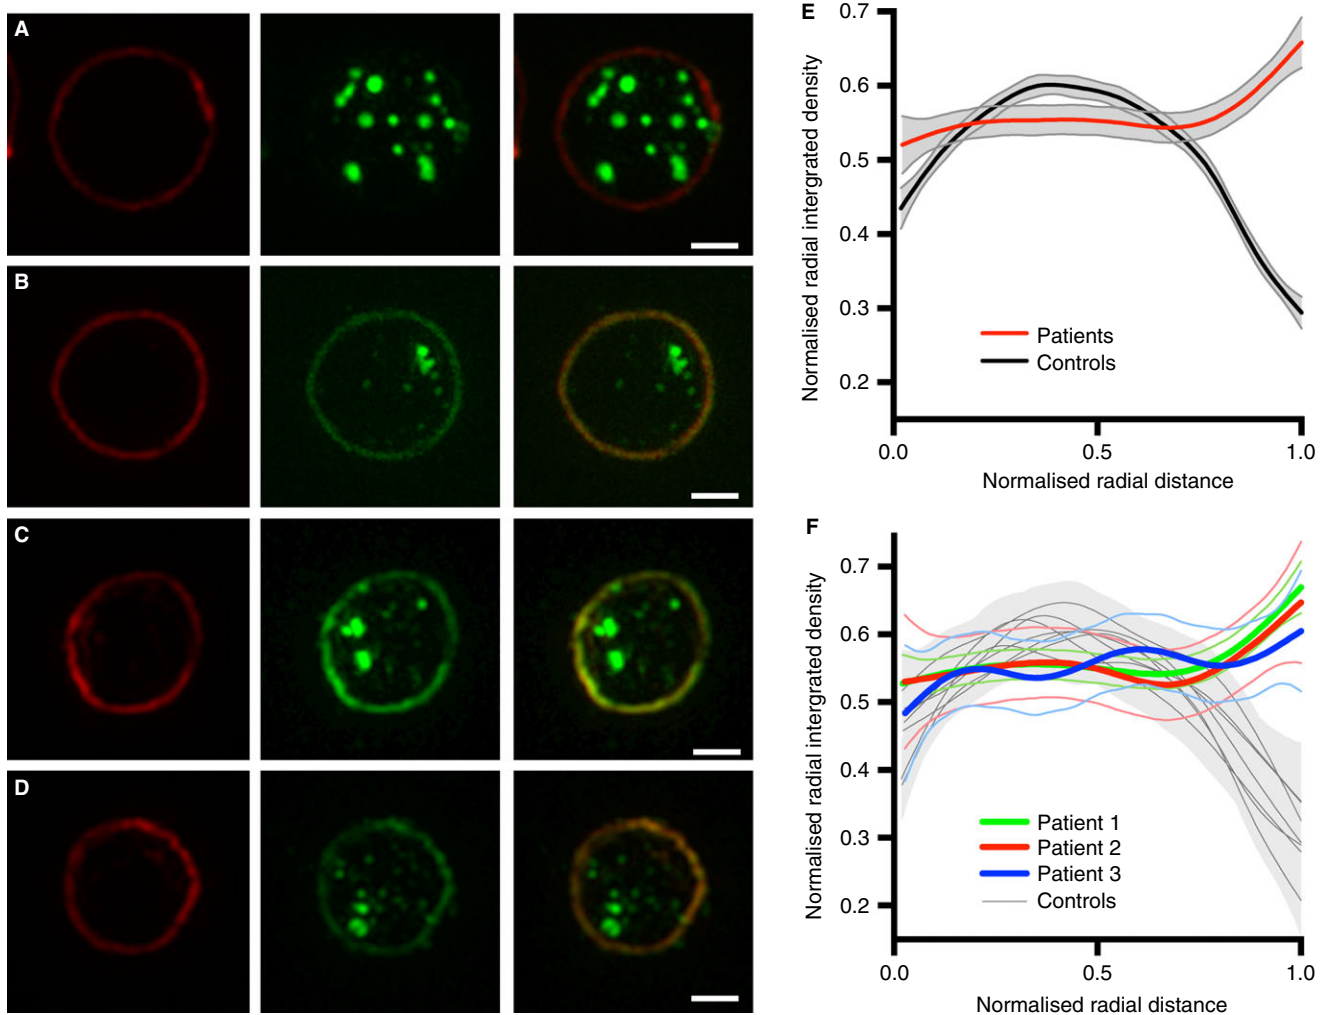 A
B
C
D
E
0.7
0.6
0.5
0.4
0.3
0.2
Normalised radial intergrated density
Patients
Controls
0.0
0.5
1.0
Normalised radial distance
F
0.7
0.6
0.5
0.4
0.3
0.2
Normalised radial intergrated density
Patient 1
Patient 2
Patient 3
Controls
0.0
0.5
1.0
Normalised radial distance